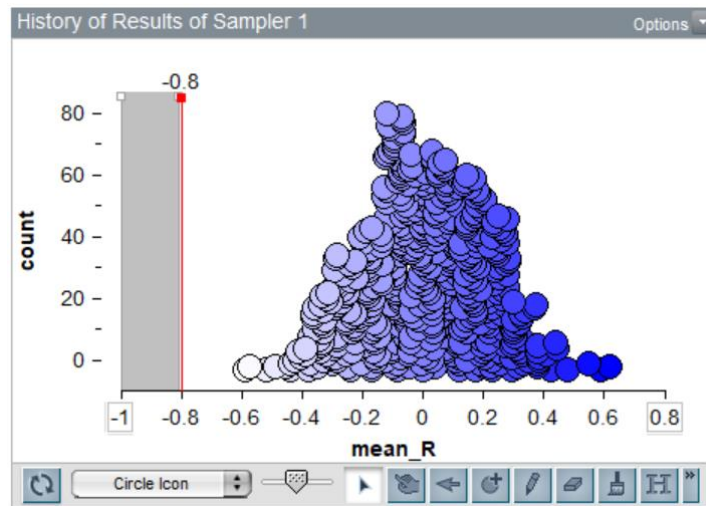 History of Results of Sampler 1
Options
-0.8
80
60
40
20
0
count
-1 -0.8 -0.6 -0.4 -0.2 0 0.2 0.4 0.6 0.8
mean_R
Circle Icon
H
»